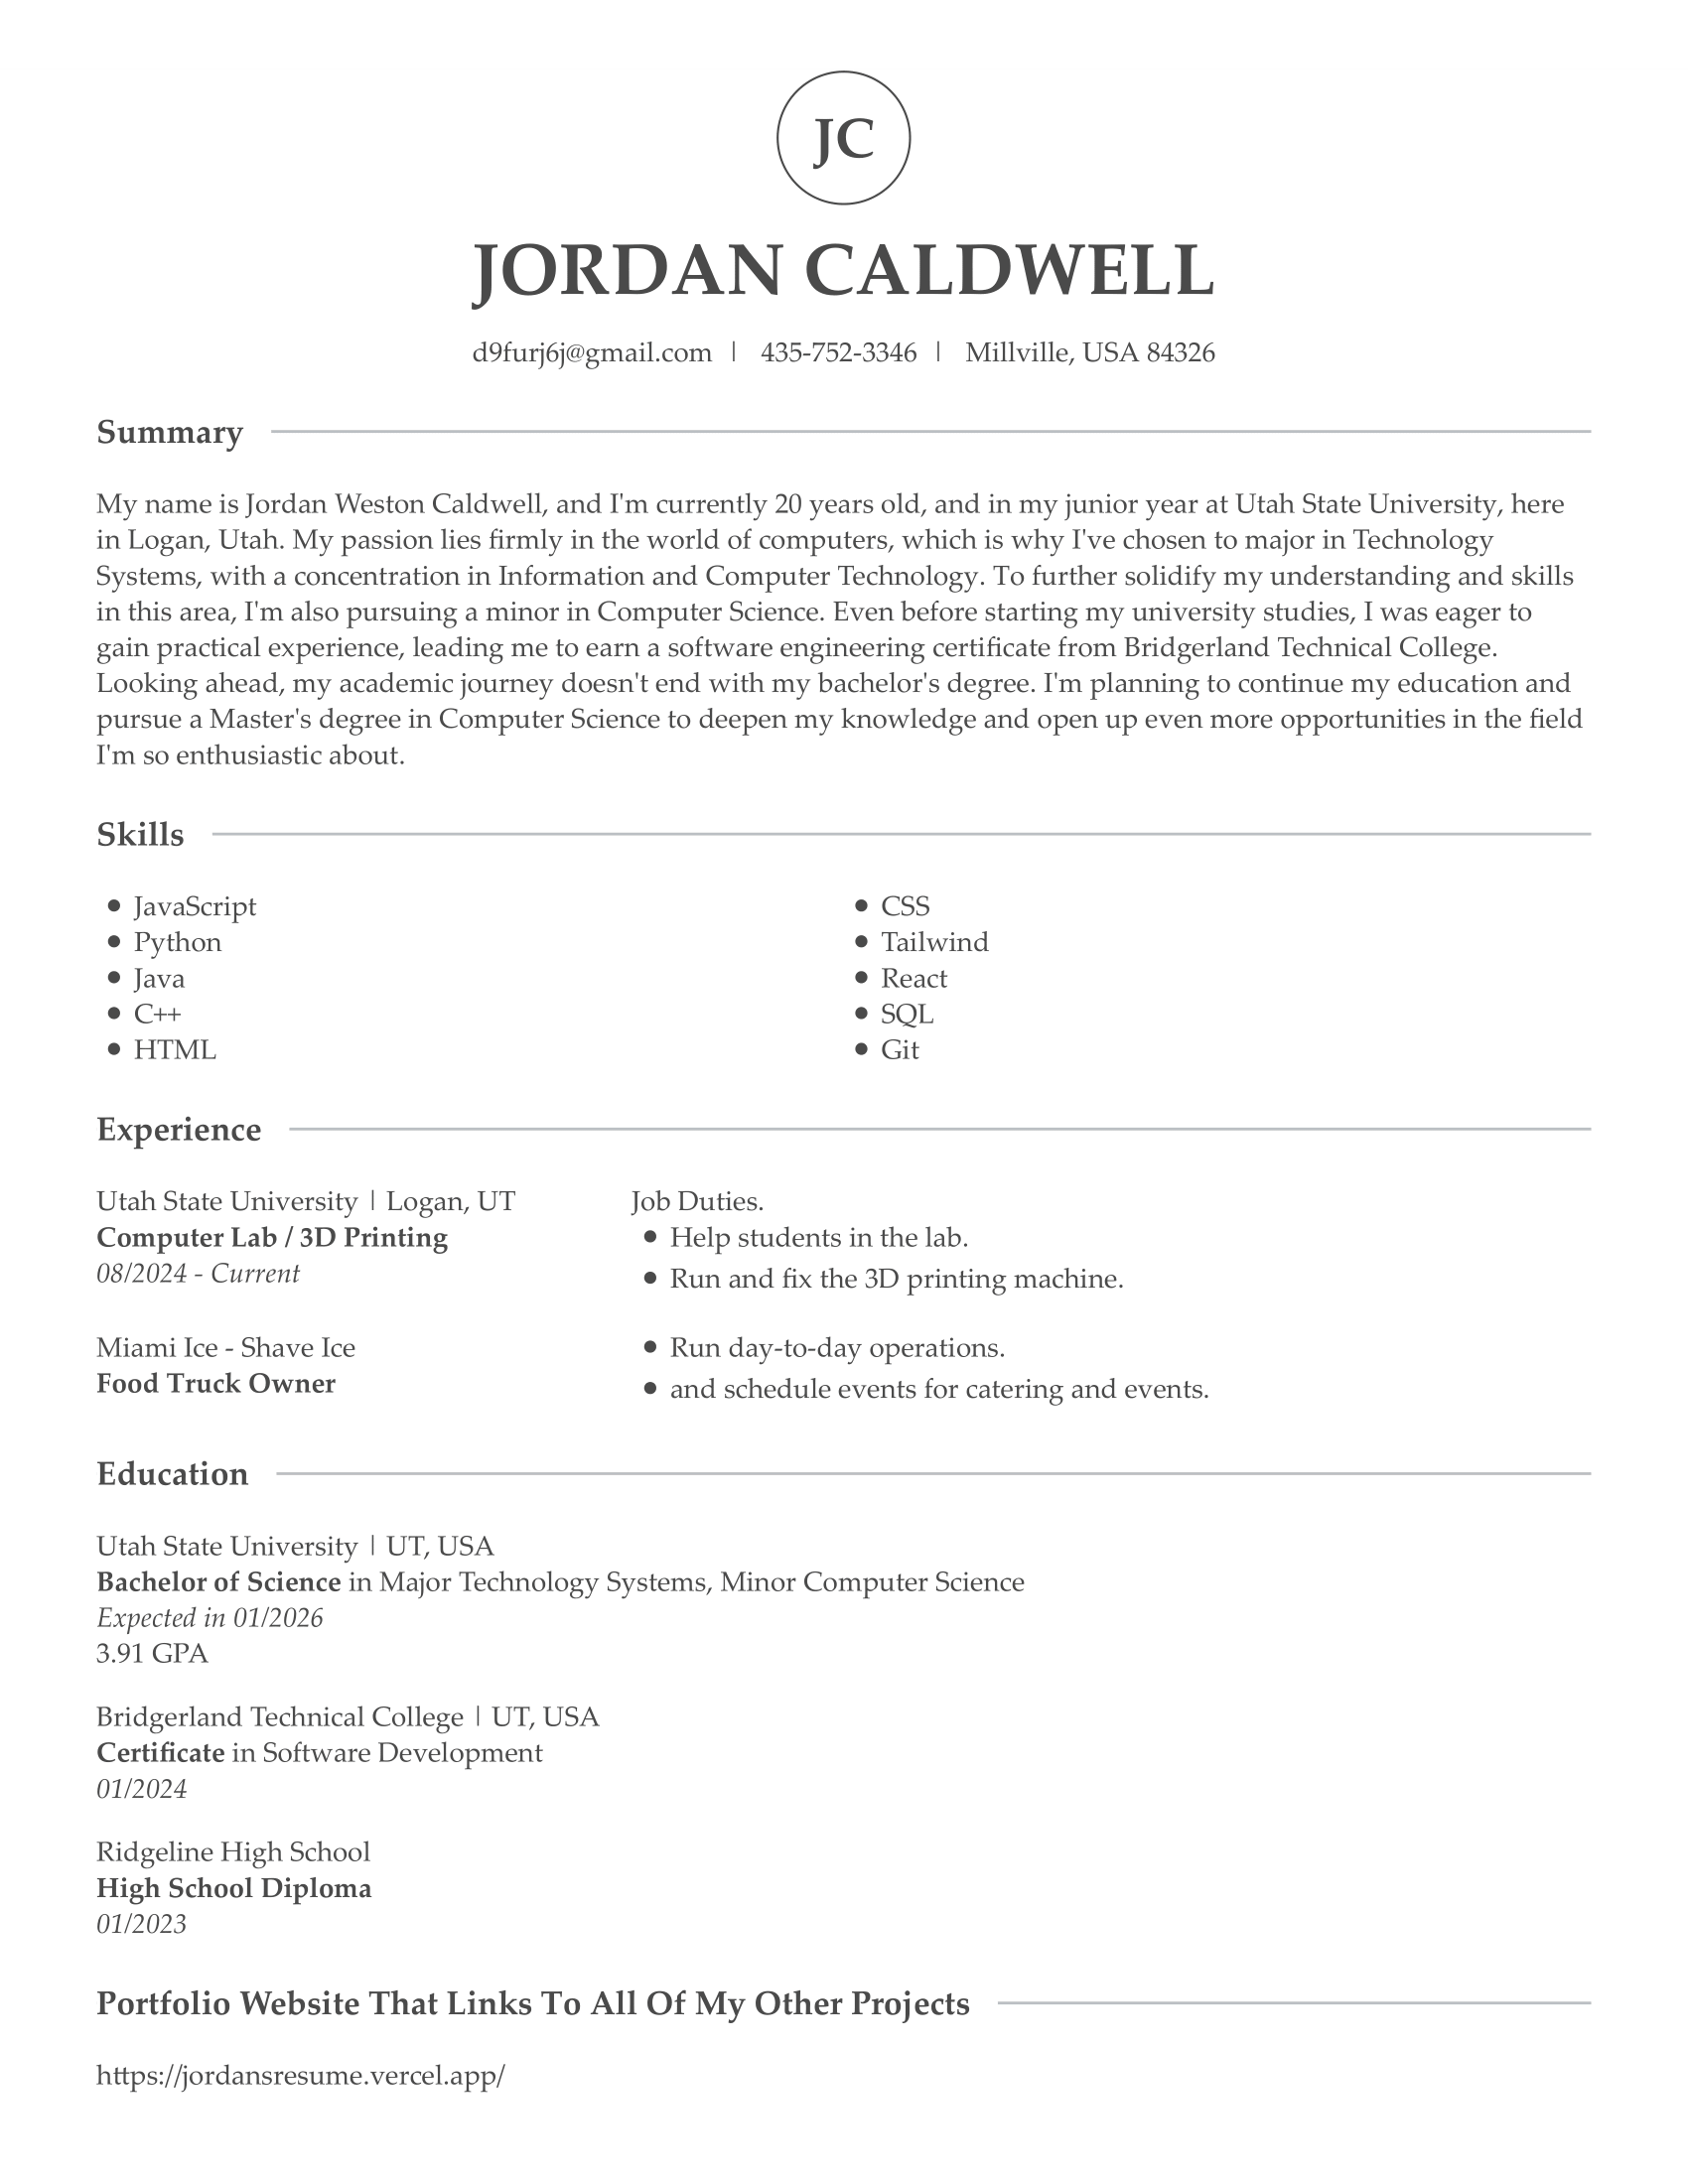 JC
JORDAN CALDWELL
d9furj6j@gmail.com | 435-752-3346 | Millville, USA 84326
Summary
My name is Jordan Weston Caldwell, and I'm currently 20 years old, and in my junior year at Utah State University, here
in Logan, Utah. My passion lies firmly in the world of computers, which is why I've chosen to major in Technology
Systems, with a concentration in Information and Computer Technology. To further solidify my understanding and skills
in this area, I'm also pursuing a minor in Computer Science. Even before starting my university studies, I was eager to
gain practical experience, leading me to earn a software engineering certificate from Bridgerland Technical College.
Looking ahead, my academic journey doesn't end with my bachelor's degree. I'm planning to continue my education and
pursue a Master's degree in Computer Science to deepen my knowledge and open up even more opportunities in the field
I'm so enthusiastic about.
Skills
• JavaScript
• Python
• Java
• C++
• HTML
• CSS
• Tailwind
• React
• SQL
• Git
Experience
Utah State University | Logan, UT
Computer Lab / 3D Printing
08/2024 - Current
Job Duties.
• Help students in the lab.
• Run and fix the 3D printing machine.
Miami Ice - Shave Ice
Food Truck Owner
• Run day-to-day operations.
• and schedule events for catering and events.
Education
Utah State University | UT, USA
Bachelor of Science in Major Technology Systems, Minor Computer Science
Expected in 01/2026
3.91 GPA
Bridgerland Technical College | UT, USA
Certificate in Software Development
01/2024
Ridgeline High School
High School Diploma
01/2023
Portfolio Website That Links To All Of My Other Projects
https://jordansresume.vercel.app/